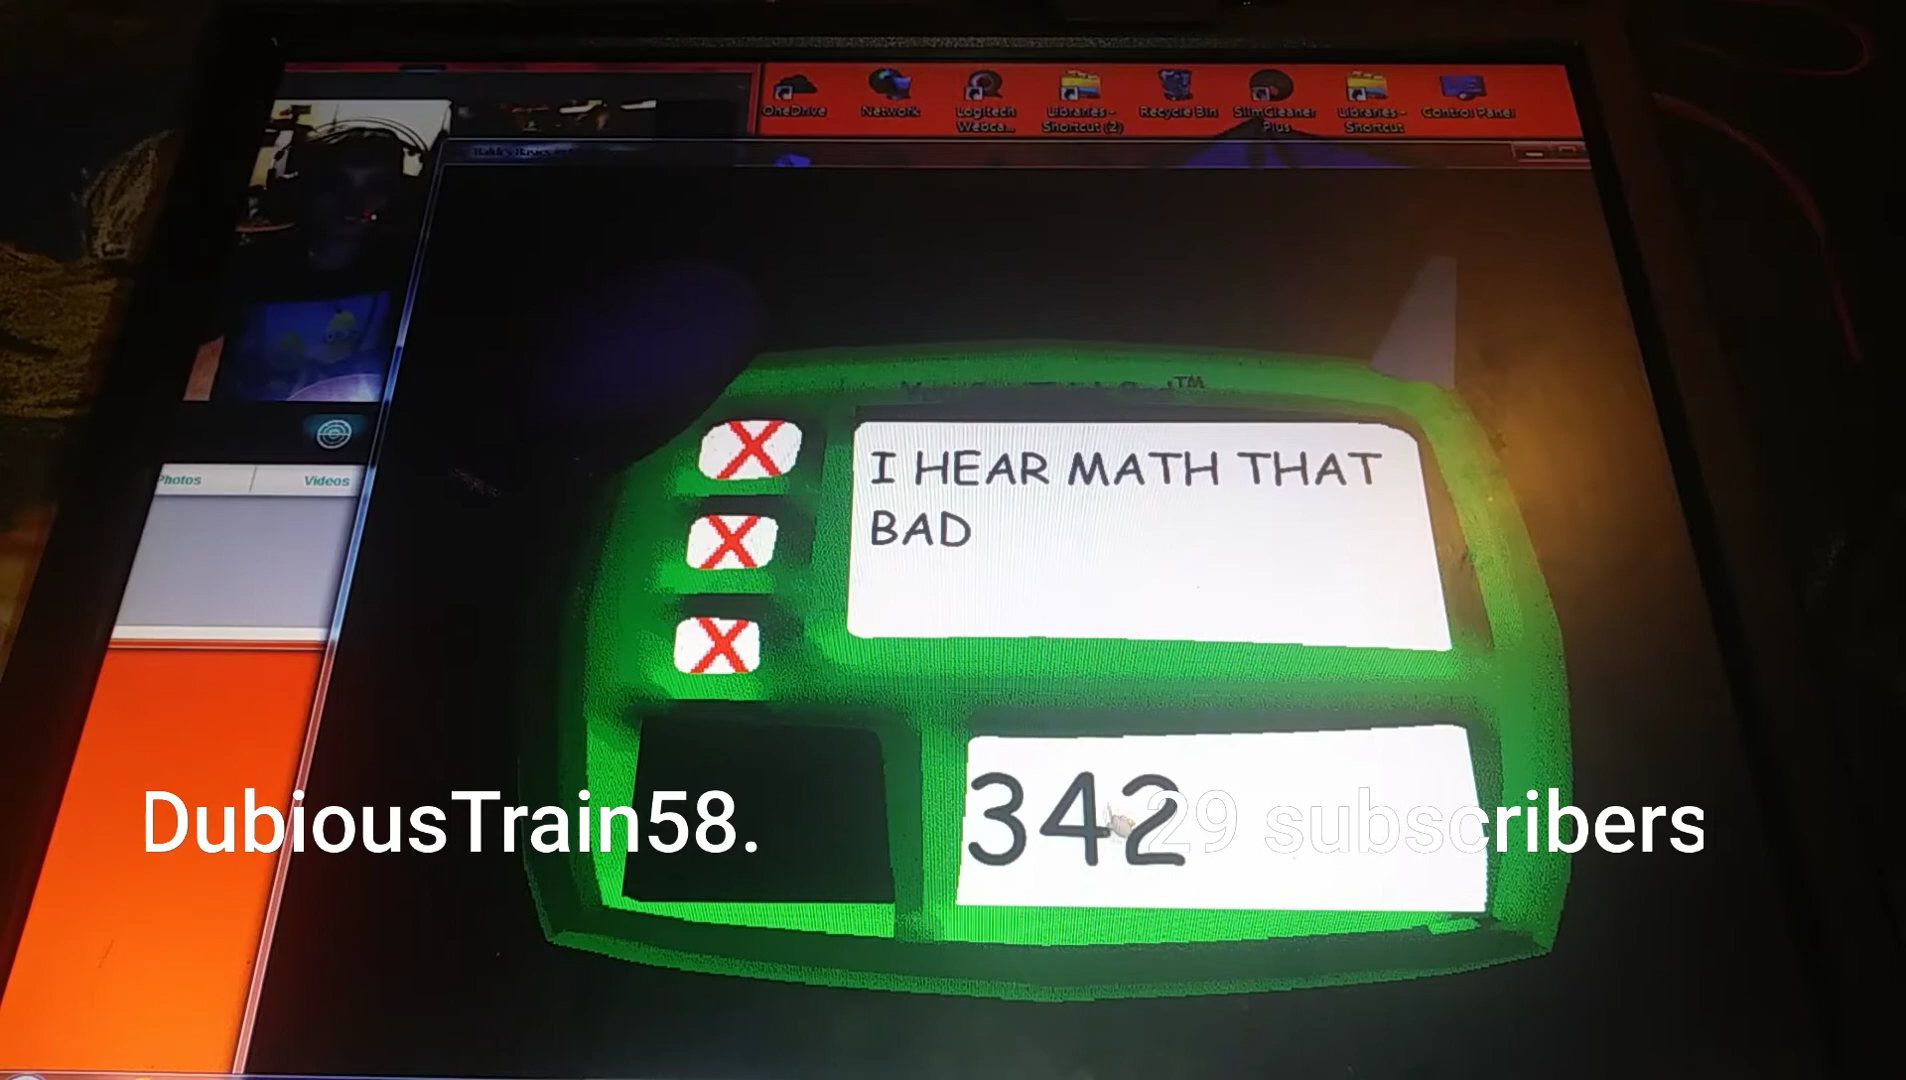 OneDrive
Network
Logitech
Webca...
Libraries -
Shortcut (2)
Recycle Bin
SlimCleaner
Plus
Libraries -
Shortcut
Control Panel
Photos
Videos
TM
I HEAR MATH THAT
BAD
342
DubiousTrain58.
29 subscribers